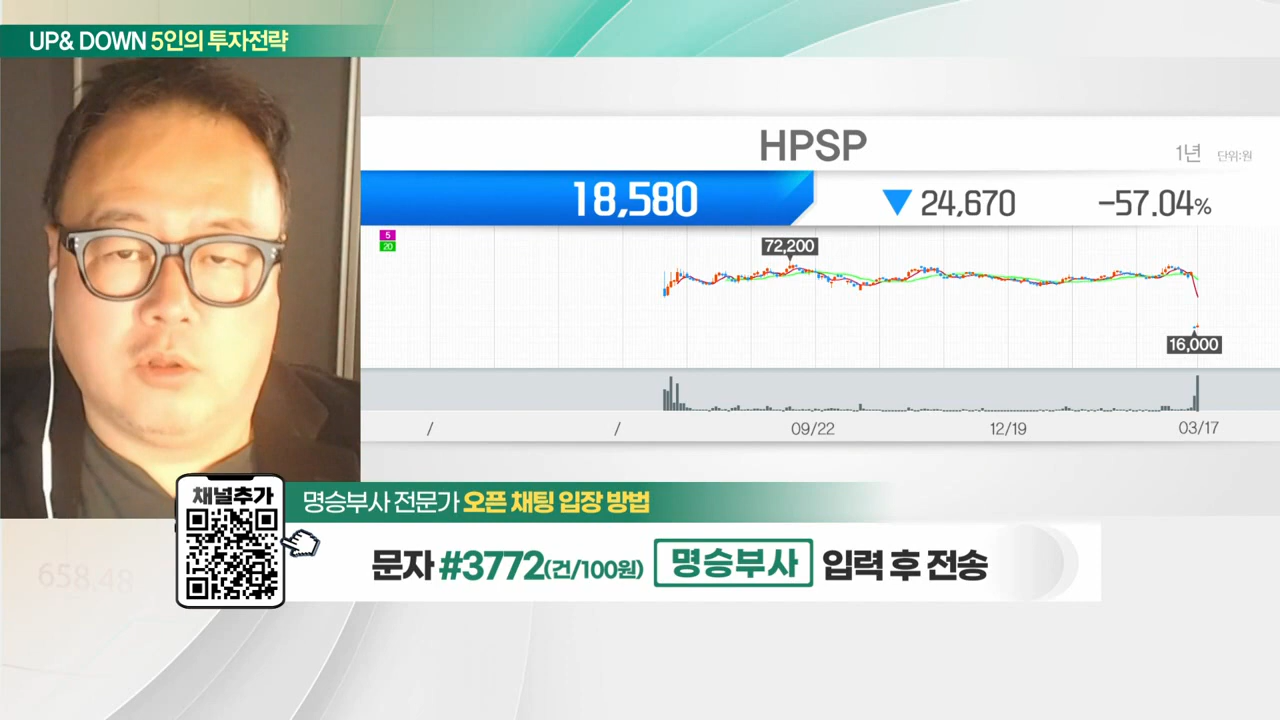 UP& DOWN 5인의 투자전략
HPSP
1년 단위:원
18,580 ▼ 24,670 -57.04%
5
20
72,200
16,000
/ / 09/22 12/19 03/17
채널추가
명승부사 전문가 오픈 채팅 입장 방법
문자 #3772(건/100원) 명승부사 입력 후 전송
658.48